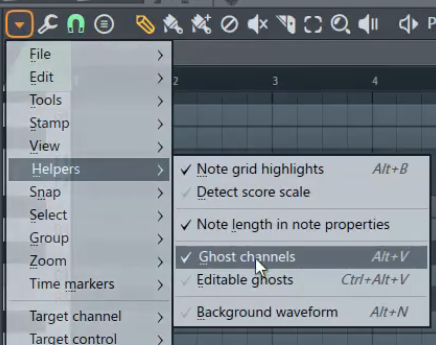 P
2 3 4
File
Edit
Tools
Stamp
View
Helpers
Snap
Select
Group
Zoom
Time markers
Target channel
Target control
Note grid highlights Alt+B
Detect score scale
Note length in note properties
Ghost channels Alt+V
Editable ghosts Ctrl+Alt+V
Background waveform Alt+N